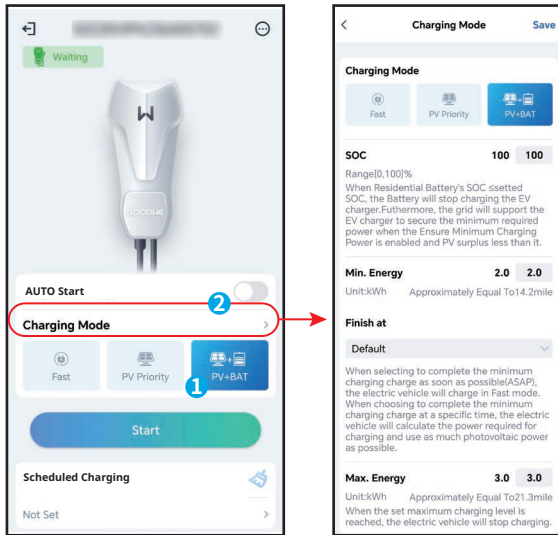 Waiting
GOODWE
AUTO Start
2
Charging Mode
Fast
PV Priority
PV+BAT
1
Start
Scheduled Charging
Not Set
Charging Mode
Save
Charging Mode
Fast
PV Priority
PV+BAT
SOC 100 100
Range[0,100]%
When Residential Battery's SOC ≤setted
SOC, the Battery will stop charging the EV
charger.Futhermore, the grid will support the
EV charger to secure the minimum required
power when the Ensure Minimum Charging
Power is enabled and PV surplus less than it.
Min. Energy 2.0 2.0
Unit:kWh Approximately Equal To14.2mile
Finish at
Default
When selecting to complete the minimum
charging charge as soon as possible(ASAP),
the electric vehicle will charge in Fast mode.
When choosing to complete the minimum
charging charge at a specific time, the electric
vehicle will calculate the power required for
charging and use as much photovoltaic power
as possible.
Max. Energy 3.0 3.0
Unit:kWh Approximately Equal To21.3mile
When the set maximum charging level is
reached, the electric vehicle will stop charging.